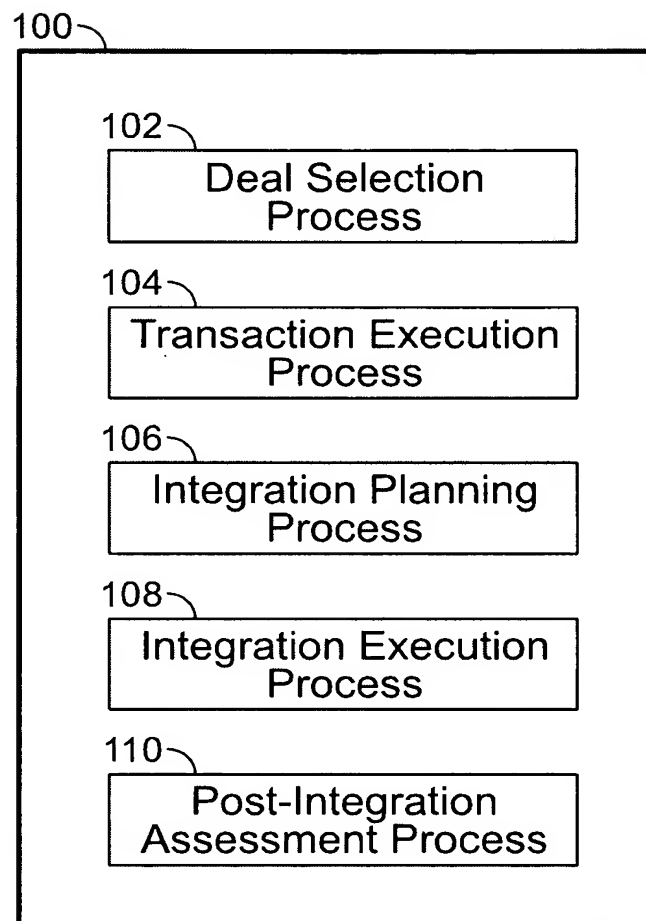 100
102
Deal Selection
Process
104
Transaction Execution
Process
106
Integration Planning
Process
108
Integration Execution
Process
110
Post-Integration
Assessment Process